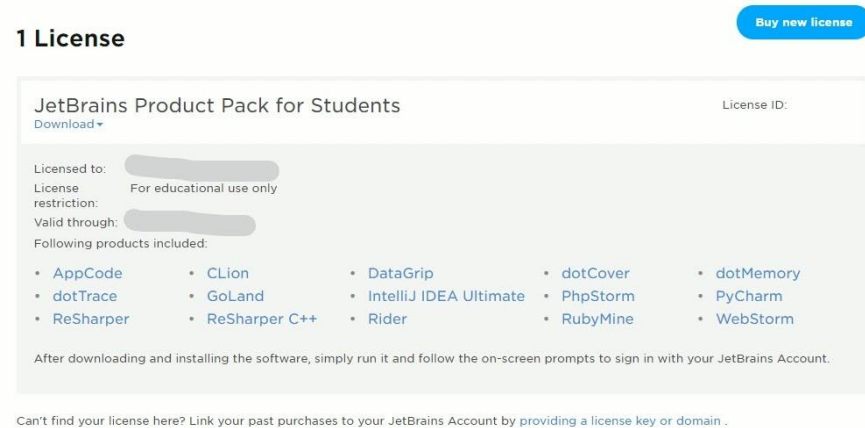 Buy new license
1 License
JetBrains Product Pack for Students
License ID:
Download
Licensed to:
License restriction: For educational use only
Valid through:
Following products included:
• AppCode • CLion • DataGrip • dotCover • dotMemory
• dotTrace • GoLand • IntelliJ IDEA Ultimate • PhpStorm • PyCharm
• ReSharper • ReSharper C++ • Rider • RubyMine • WebStorm
After downloading and installing the software, simply run it and follow the on-screen prompts to sign in with your JetBrains Account.
Can't find your license here? Link your past purchases to your JetBrains Account by providing a license key or domain .